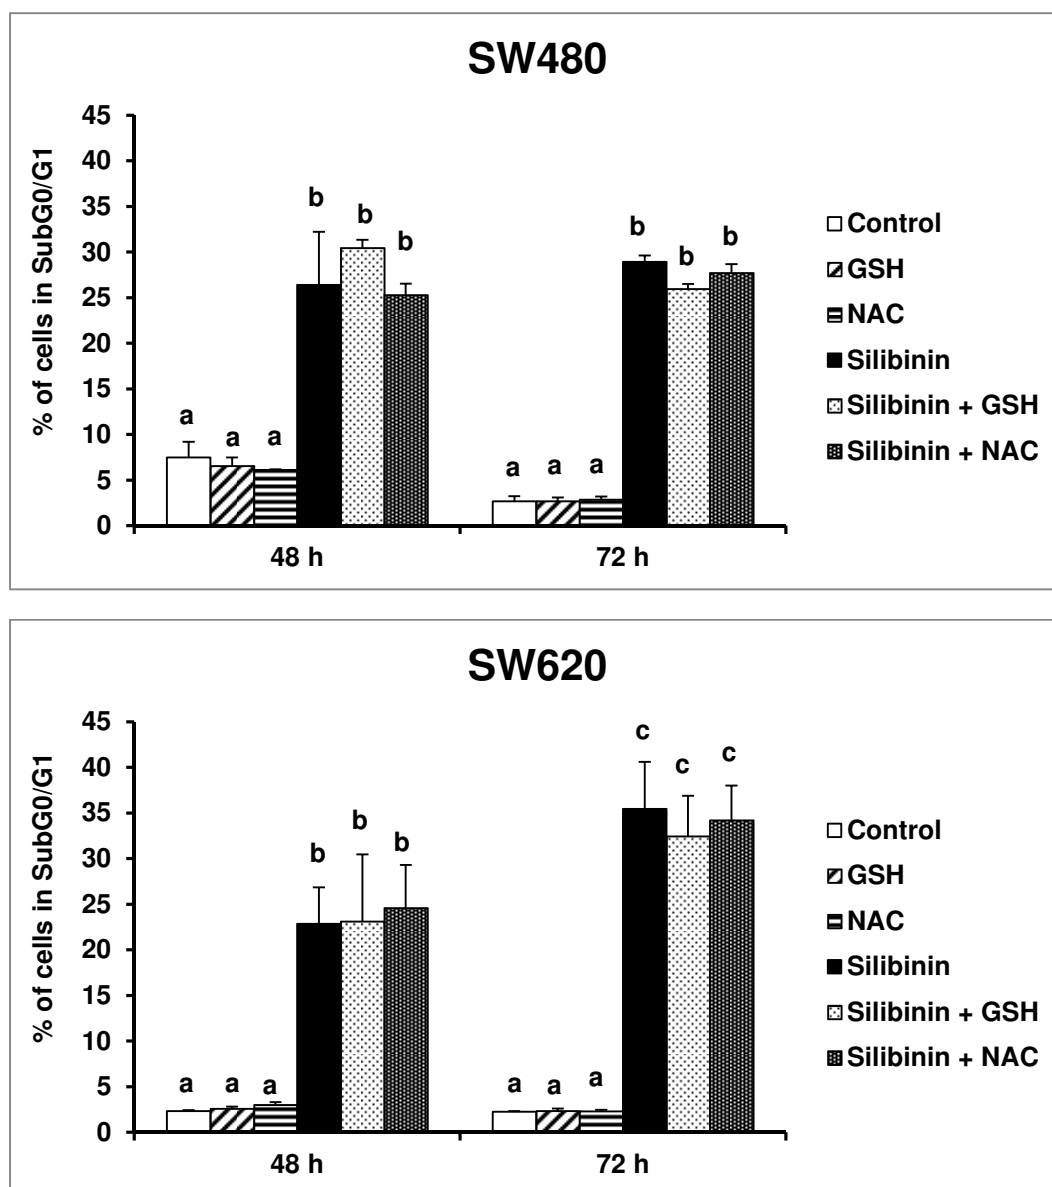 SW480
% of cells in SubG0/G1
45
40
35
30
25
20
15
10
5
0
a a a b b b
a a a b b b
48 h 72 h
Control
GSH
NAC
Silibinin
Silibinin + GSH
Silibinin + NAC
SW620
% of cells in SubG0/G1
45
40
35
30
25
20
15
10
5
0
a a a b b b
a a a c c c
48 h 72 h
Control
GSH
NAC
Silibinin
Silibinin + GSH
Silibinin + NAC